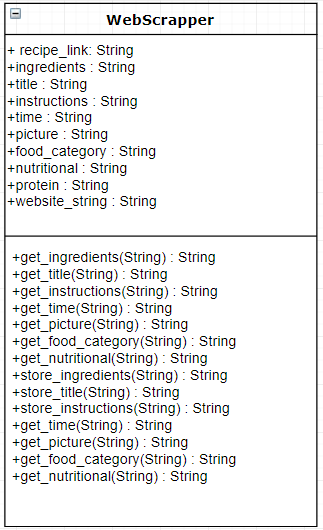 WebScrapper
+ recipe_link: String
+ingredients : String
+title : String
+instructions : String
+time : String
+picture : String
+food_category : String
+nutritional : String
+protein : String
+website_string : String
+get_ingredients(String) : String
+get_title(String) : String
+get_instructions(String) : String
+get_time(String) : String
+get_picture(String) : String
+get_food_category(String) : String
+get_nutritional(String) : String
+store_ingredients(String) : String
+store_title(String) : String
+store_instructions(String) : String
+get_time(String) : String
+get_picture(String) : String
+get_food_category(String) : String
+get_nutritional(String) : String